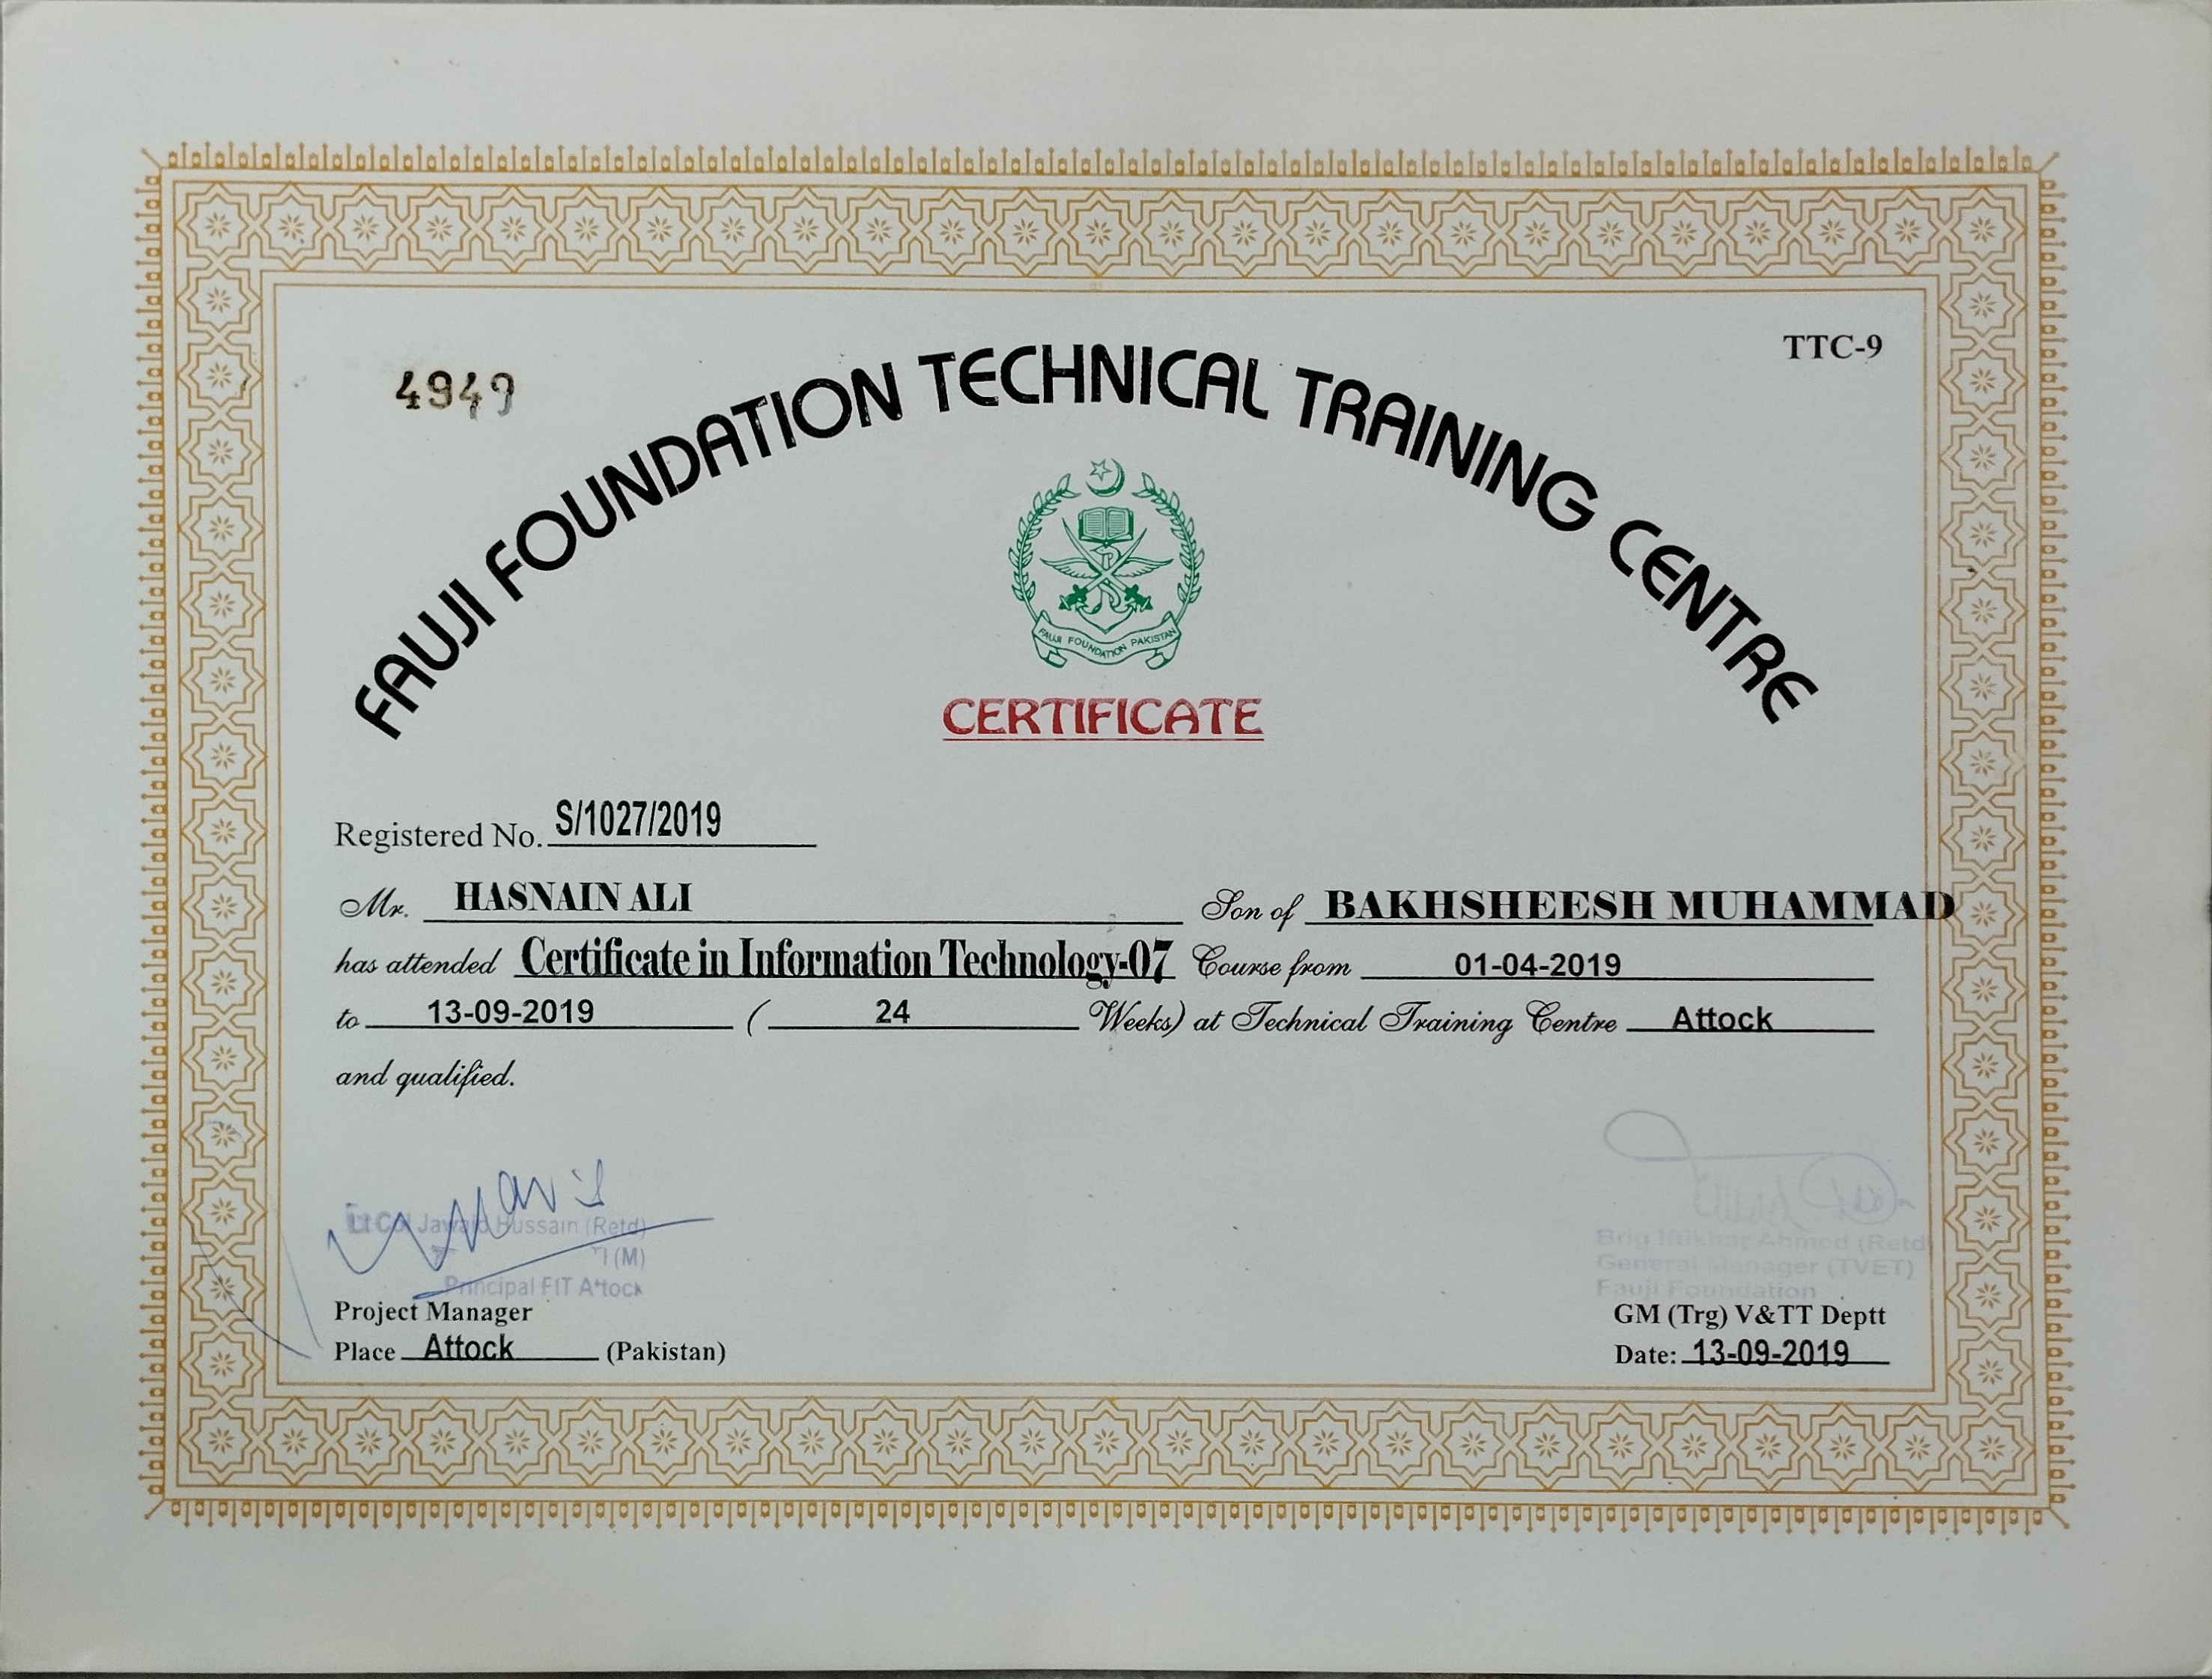 4949
TTC-9
FAUJI FOUNDATION TECHNICAL TRAINING CENTRE
FAUJI FOUNDATION PAKISTAN
CERTIFICATE
Registered No. S/1027/2019
Mr. HASNAIN ALI Son of BAKHSHEESH MUHAMMAD
has attended Certificate in Information Technology-07 Course from 01-04-2019
to 13-09-2019 ( 24 Weeks) at Technical Training Centre Attock
and qualified.
Lt Col Jawaid Hussain (Retd)
I (M)
Principal FIT Attock
Project Manager
Place Attock (Pakistan)
Brig Iftikhar Ahmed (Retd)
General Manager (TVET)
Fauji Foundation
GM (Trg) V&TT Deptt
Date: 13-09-2019